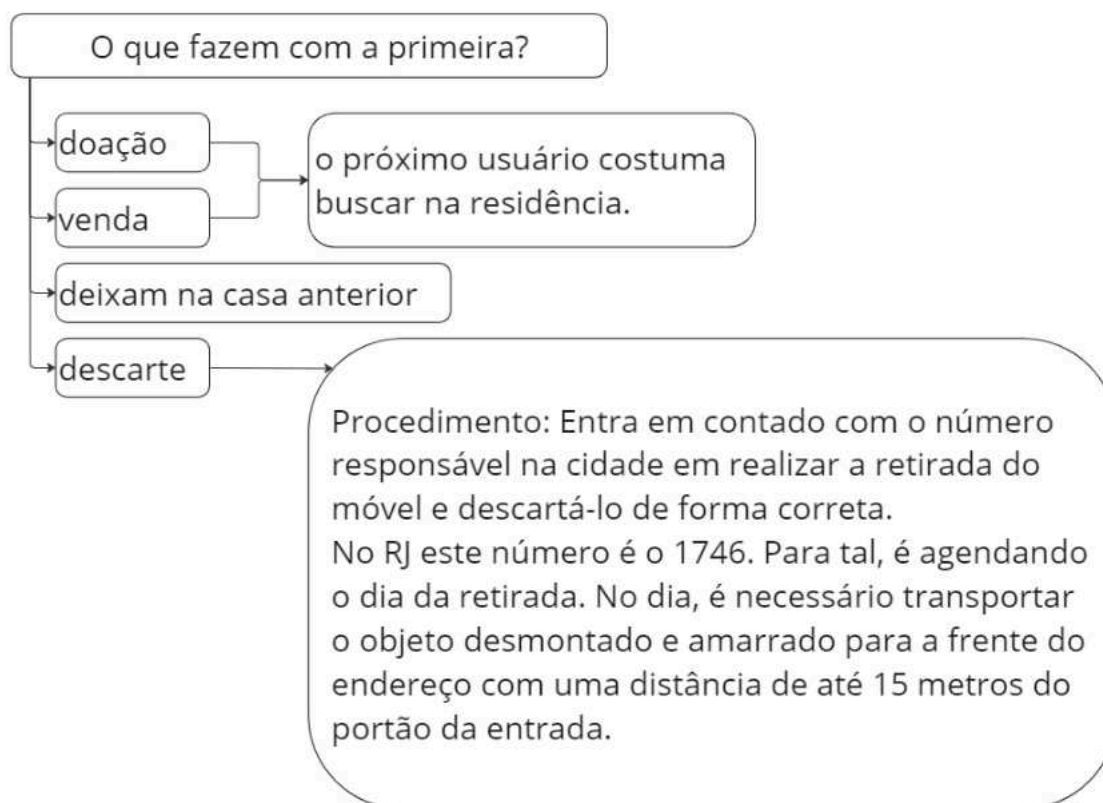 O que fazem com a primeira?
doação
venda
o próximo usuário costuma
buscar na residência.
deixam na casa anterior
descarte
Procedimento: Entra em contado com o número
responsável na cidade em realizar a retirada do
móvel e descartá-lo de forma correta.
No RJ este número é o 1746. Para tal, é agendando
o dia da retirada. No dia, é necessário transportar
o objeto desmontado e amarrado para a frente do
endereço com uma distância de até 15 metros do
portão da entrada.